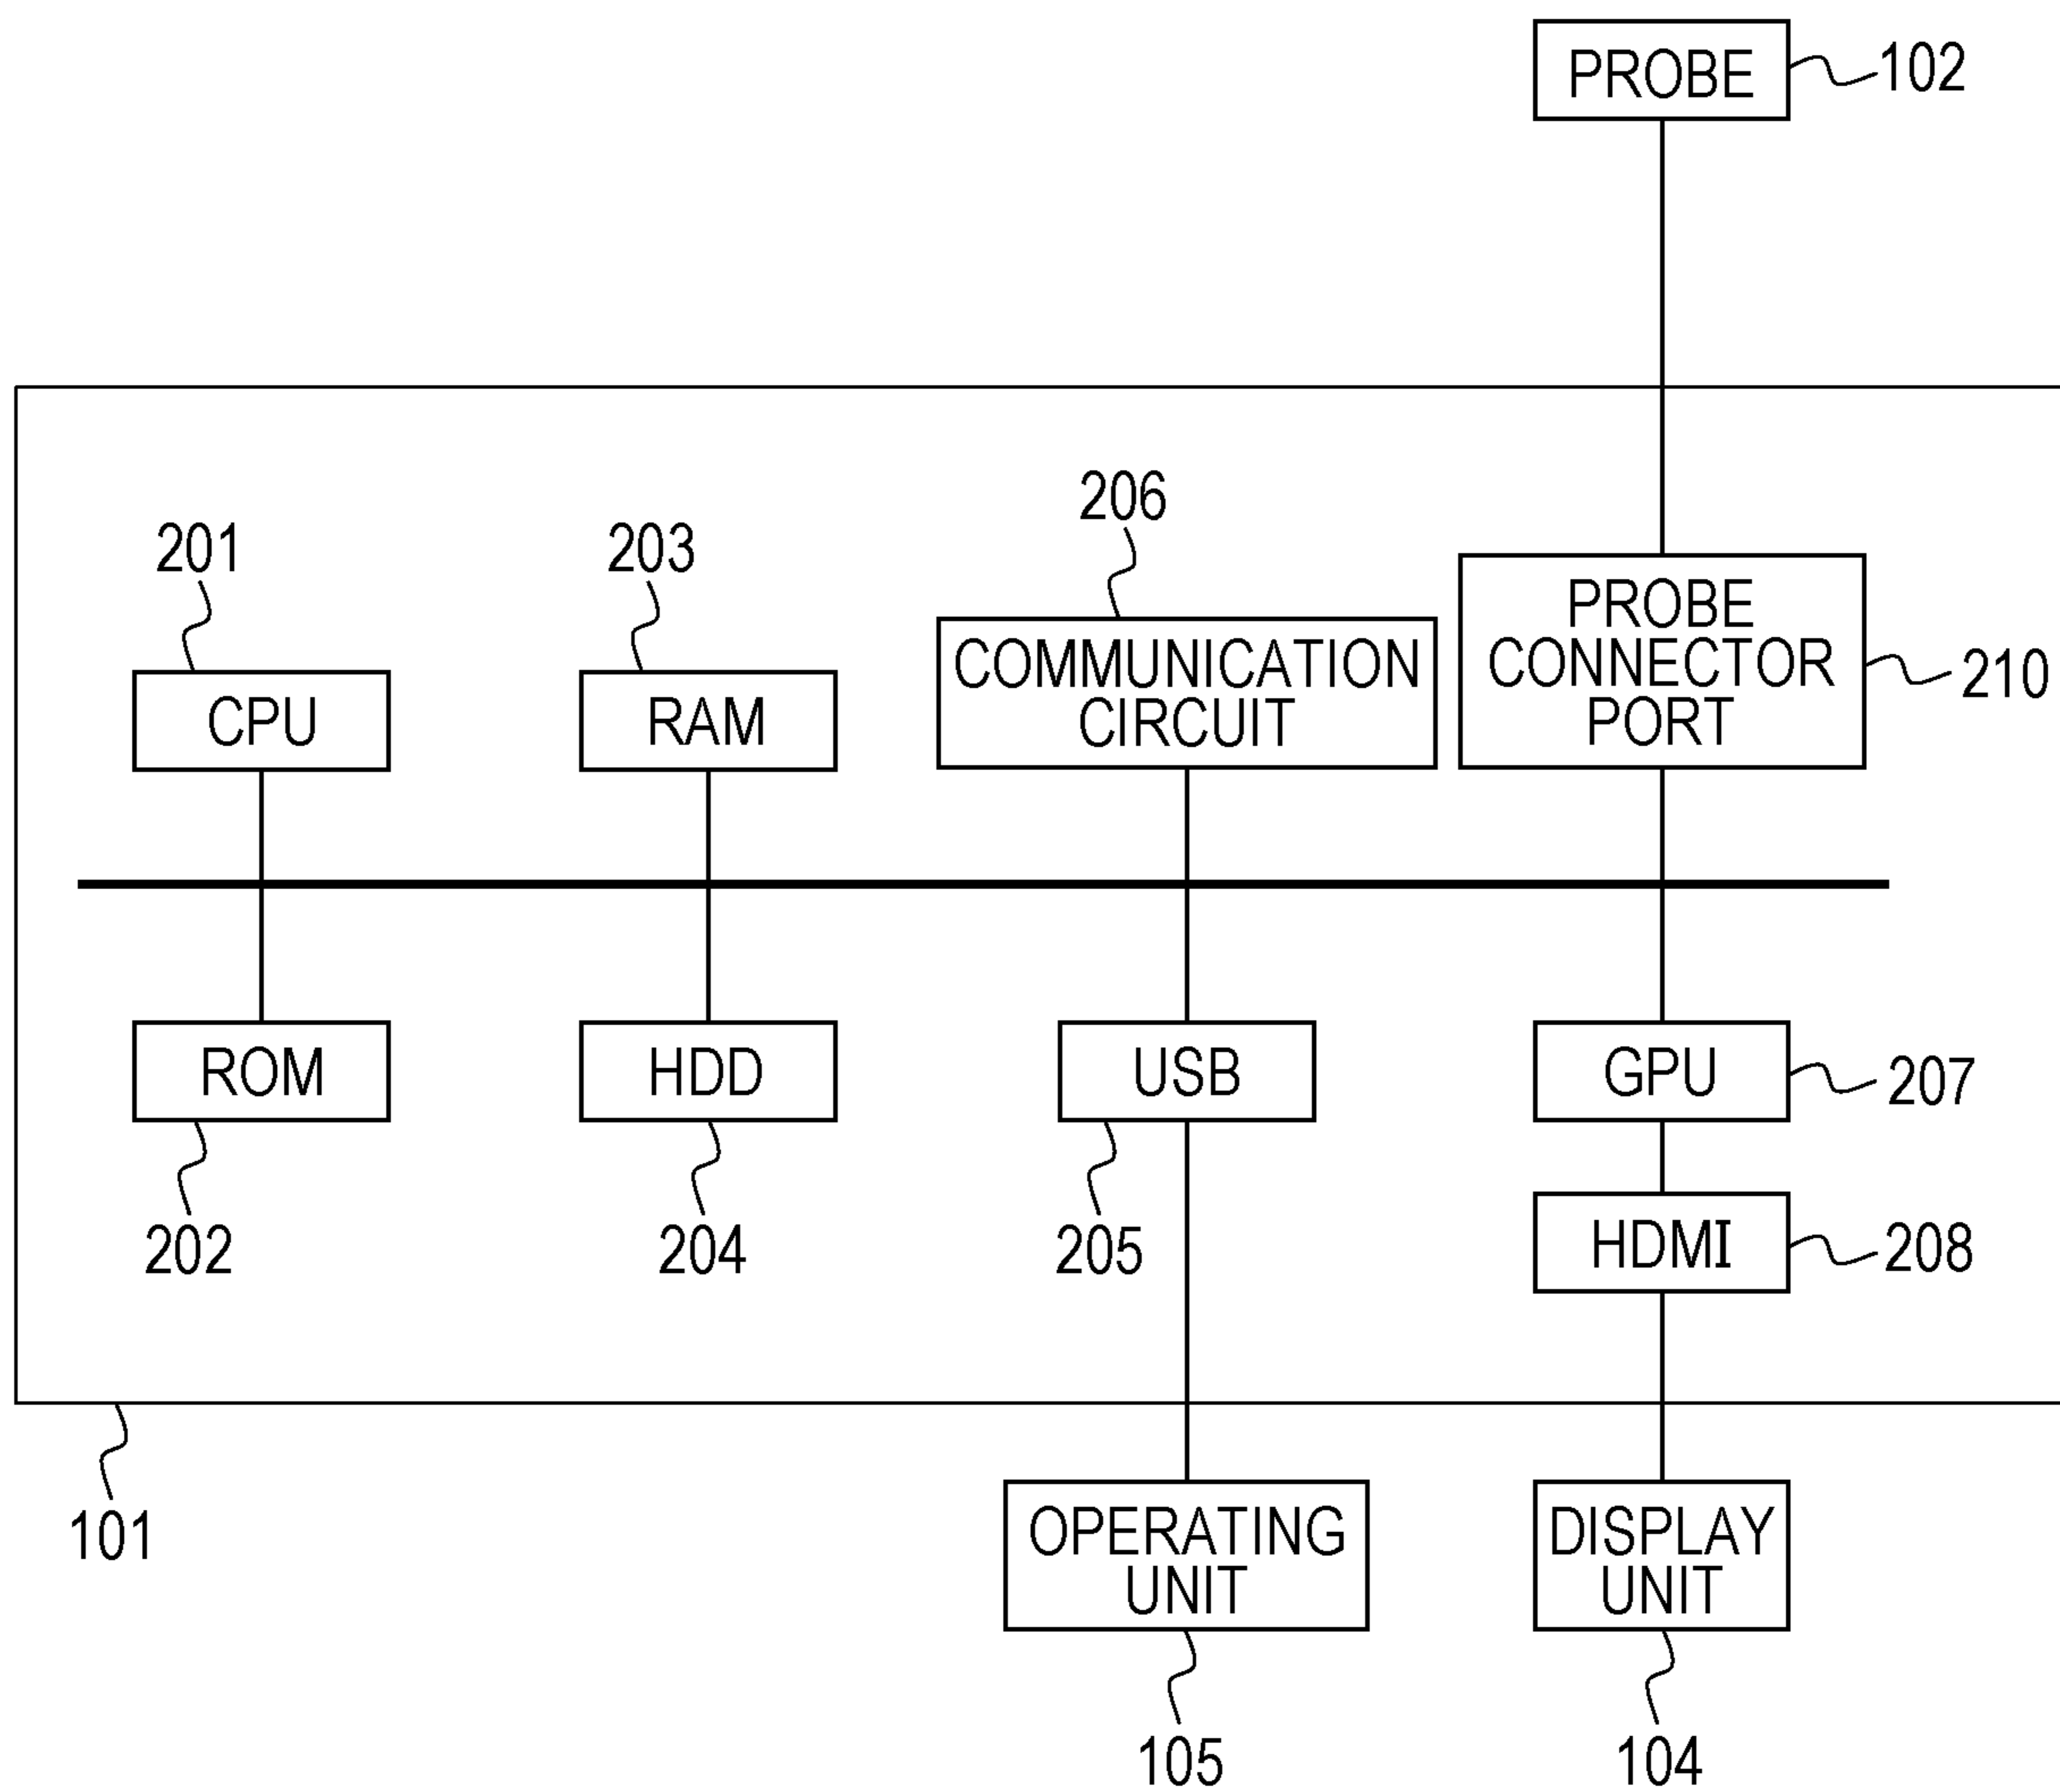 PROBE
102
206
201
203
PROBE
CONNECTOR
PORT
COMMUNICATION
CIRCUIT
210
CPU
RAM
ROM
HDD
USB
GPU
207
202
204
205
HDMI
208
101
OPERATING
UNIT
DISPLAY
UNIT
105
104